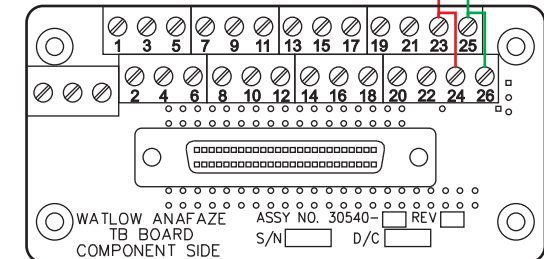 1 3 5 7 9 11 13 15 17 19 21 23 25
2 4 6 8 10 12 14 16 18 20 22 24 26
WATLOW ANAFAZE ASSY NO. 30540- REV
TB BOARD S/N D/C
COMPONENT SIDE